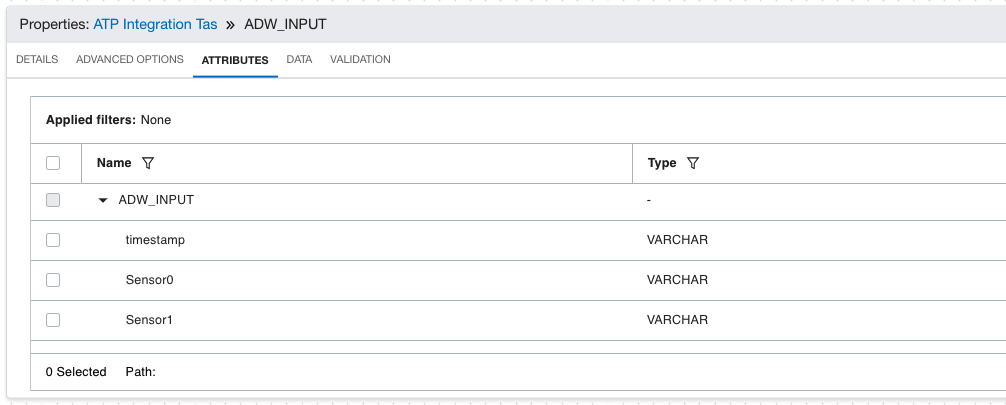 Properties: ATP Integration Tas » ADW_INPUT
DETAILS ADVANCED OPTIONS ATTRIBUTES DATA VALIDATION
Applied filters: None
Name Type
ADW_INPUT -
timestamp VARCHAR
Sensor0 VARCHAR
Sensor1 VARCHAR
0 Selected Path: